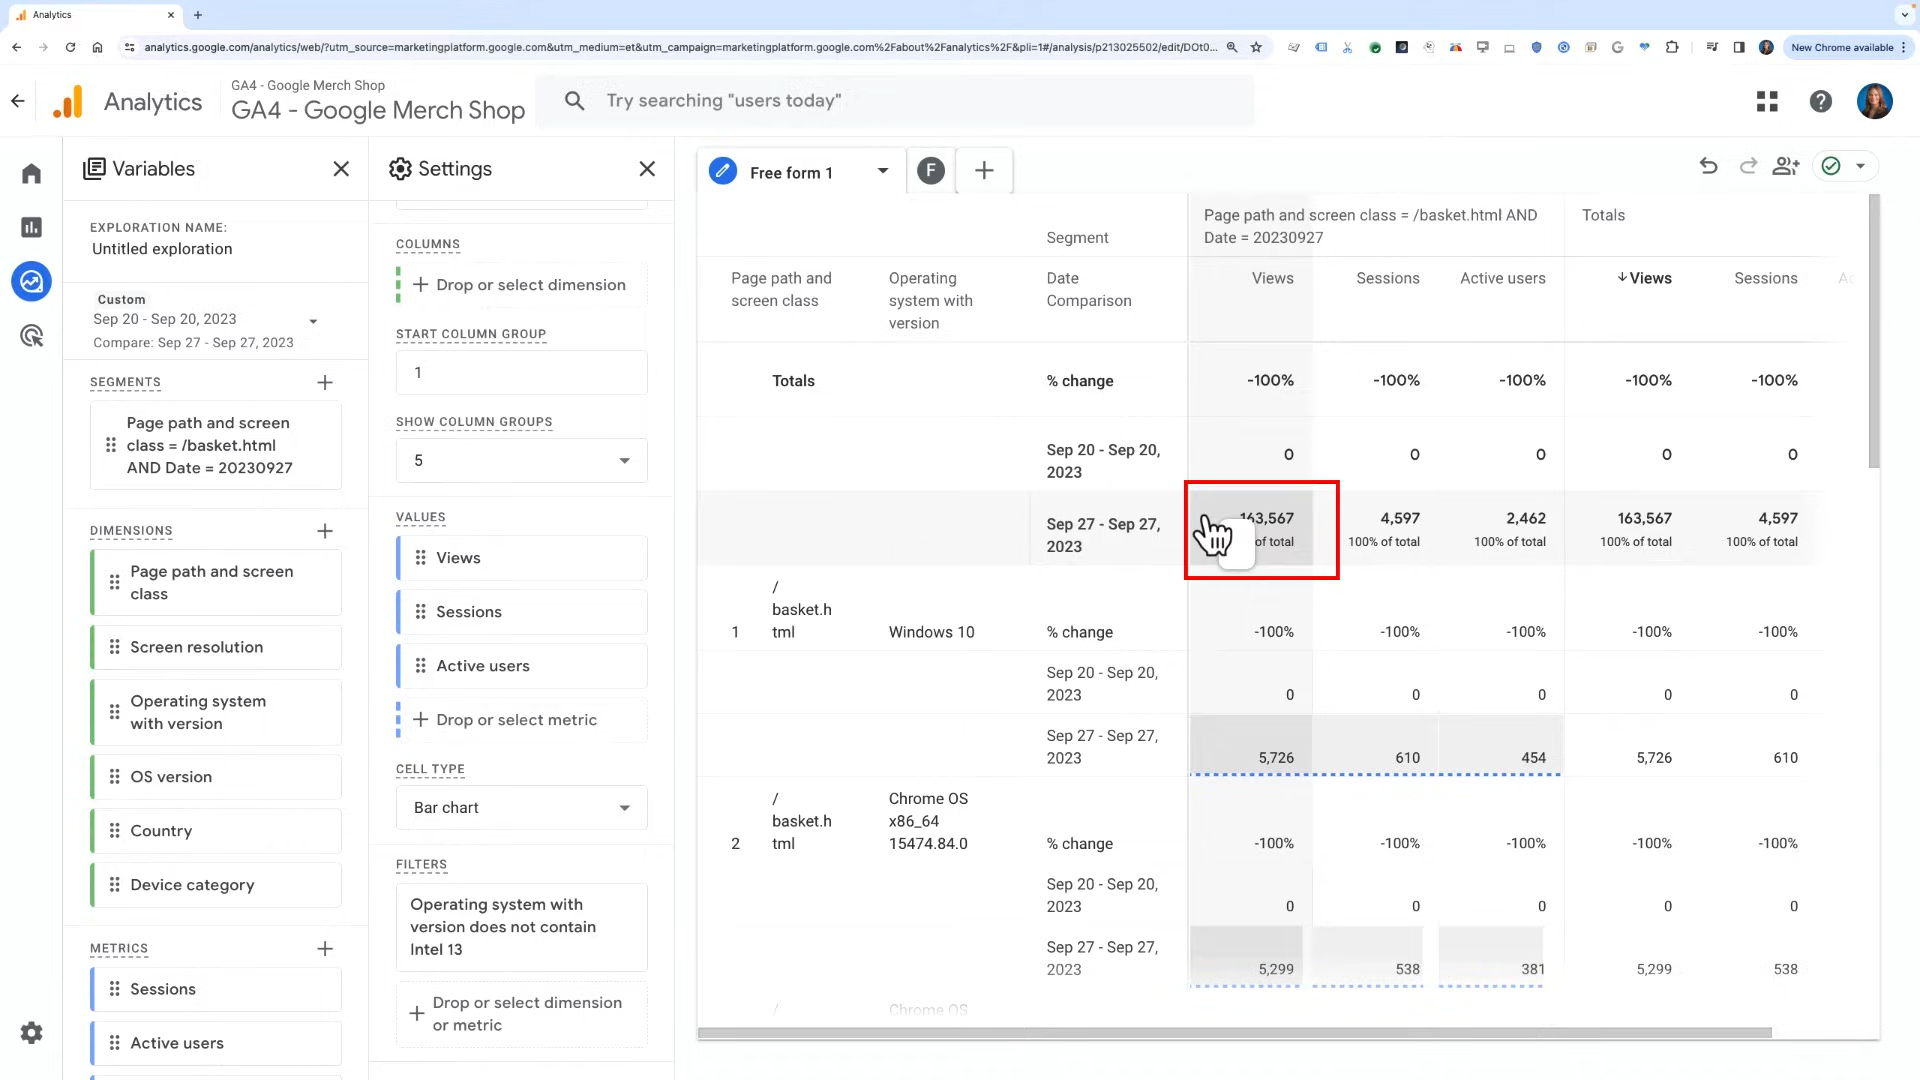 Analytics
analytics.google.com/analytics/web/?utm_source=marketingplatform.google.com&utm_medium=et&utm_campaign=marketingplatform.google.com%2Fabout%2Fanalytics%2F&pli=1#/analysis/p213025502/edit/DOt0...
New Chrome available
Analytics
GA4 - Google Merch Shop
GA4 - Google Merch Shop
Try searching "users today"
Variables
EXPLORATION NAME:
Untitled exploration
Custom
Sep 20 - Sep 20, 2023
Compare: Sep 27 - Sep 27, 2023
SEGMENTS
Page path and screen
class = /basket.html
AND Date = 20230927
DIMENSIONS
Page path and screen
class
Screen resolution
Operating system
with version
OS version
Country
Device category
METRICS
Sessions
Active users
Settings
COLUMNS
Drop or select dimension
START COLUMN GROUP
1
SHOW COLUMN GROUPS
5
VALUES
Views
Sessions
Active users
Drop or select metric
CELL TYPE
Bar chart
FILTERS
Operating system with
version does not contain
Intel 13
Drop or select dimension
or metric
Free form 1
F
Segment
Page path and screen class = /basket.html AND
Date = 20230927
Totals
Page path and
screen class
Operating
system with
version
Date
Comparison
Views Sessions Active users Views Sessions Ac
Totals % change -100% -100% -100% -100% -100%
Sep 20 - Sep 20,
2023
0 0 0 0 0
Sep 27 - Sep 27,
2023
163,567 4,597 2,462 163,567 4,597
of total 100% of total 100% of total 100% of total 100% of total
1
/
basket.h
tml
Windows 10 % change -100% -100% -100% -100% -100%
Sep 20 - Sep 20,
2023
0 0 0 0 0
Sep 27 - Sep 27,
2023
5,726 610 454 5,726 610
2
/
basket.h
tml
Chrome OS
x86_64
15474.84.0
% change -100% -100% -100% -100% -100%
Sep 20 - Sep 20,
2023
0 0 0 0 0
Sep 27 - Sep 27,
2023
5,299 538 381 5,299 538
/ Chrome OS